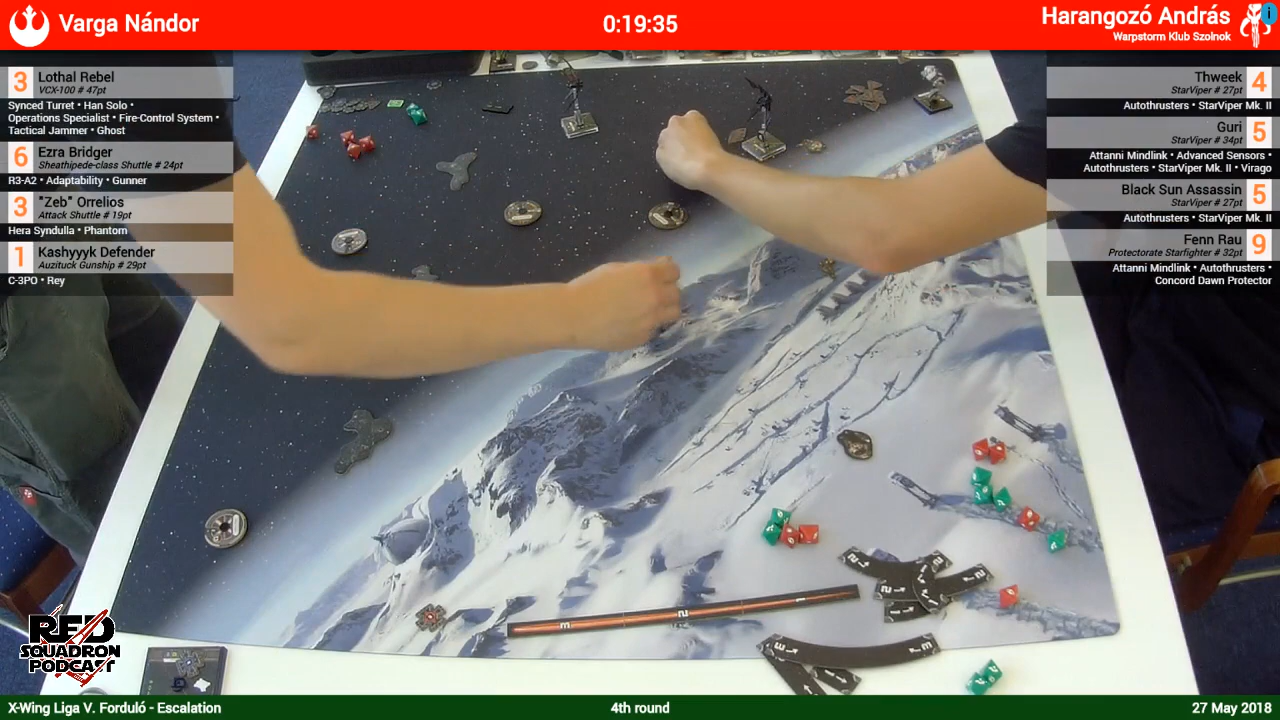 Varga Nándor
0:19:35
Harangozó András
Warpstorm Klub Szolnok
i
3 Lothal Rebel
VCX-100 # 47pt
Synced Turret • Han Solo •
Operations Specialist • Fire-Control System •
Tactical Jammer • Ghost
6 Ezra Bridger
Sheathipede-class Shuttle # 24pt
R3-A2 • Adaptability • Gunner
3 "Zeb" Orrelios
Attack Shuttle # 19pt
Hera Syndulla • Phantom
1 Kashyyyk Defender
Auzituck Gunship # 29pt
C-3PO • Rey
Thweek 4
StarViper # 27pt
Autothrusters • StarViper Mk. II
Guri 5
StarViper # 34pt
Attanni Mindlink • Advanced Sensors •
Autothrusters • StarViper Mk. II • Virago
Black Sun Assassin 5
StarViper # 27pt
Autothrusters • StarViper Mk. II
Fenn Rau 9
Protectorate Starfighter # 32pt
Attanni Mindlink • Autothrusters •
Concord Dawn Protector
3 2 1
RED
SQUADRON
PODCAST
X-Wing Liga V. Forduló - Escalation
4th round
27 May 2018